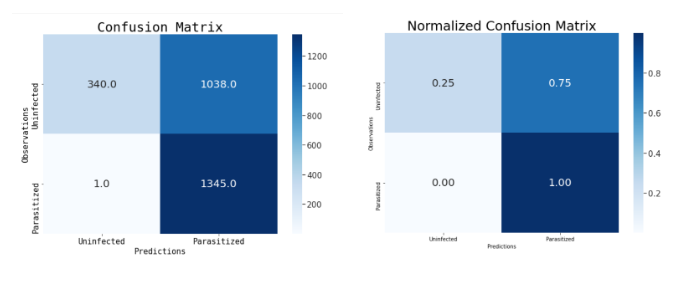 Confusion Matrix
Observations
Uninfected
Parasitized
340.0
1038.0
1.0
1345.0
Uninfected
Parasitized
Predictions
1200
1000
800
600
400
200
Normalized Confusion Matrix
Observations
Uninfected
Parasitized
0.25
0.75
0.00
1.00
Uninfected
Parasitized
Predictions
0.8
0.6
0.4
0.2